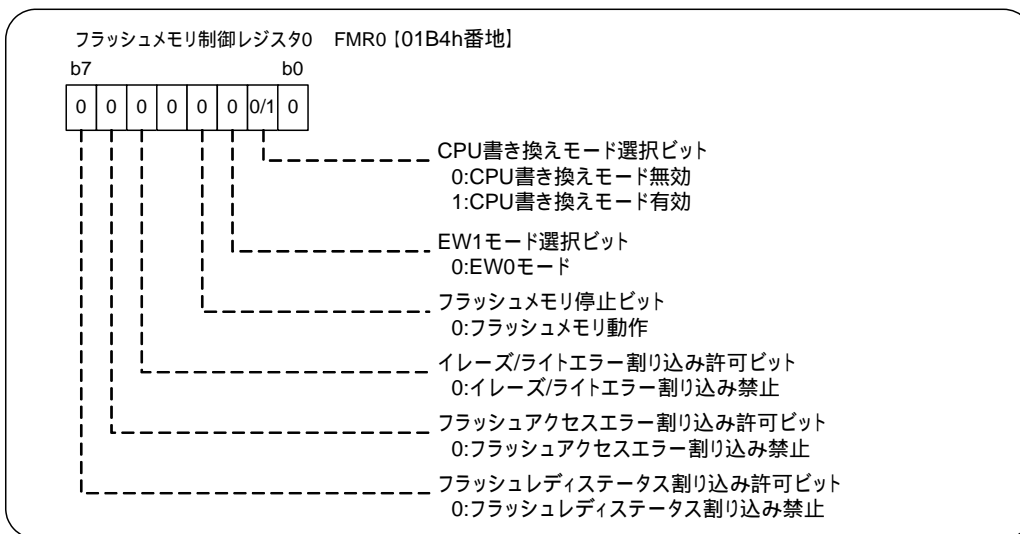 フラッシュメモリ制御レジスタ0 FMR0【01B4h番地】
b7 b0
0 0 0 0 0 0 0/1 0
CPU書き換えモード選択ビット
0:CPU書き換えモード無効
1:CPU書き換えモード有効
EW1モード選択ビット
0:EW0モード
フラッシュメモリ停止ビット
0:フラッシュメモリ動作
イレーズ/ライトエラー割り込み許可ビット
0:イレーズ/ライトエラー割り込み禁止
フラッシュアクセスエラー割り込み許可ビット
0:フラッシュアクセスエラー割り込み禁止
フラッシュレディステータス割り込み許可ビット
0:フラッシュレディステータス割り込み禁止